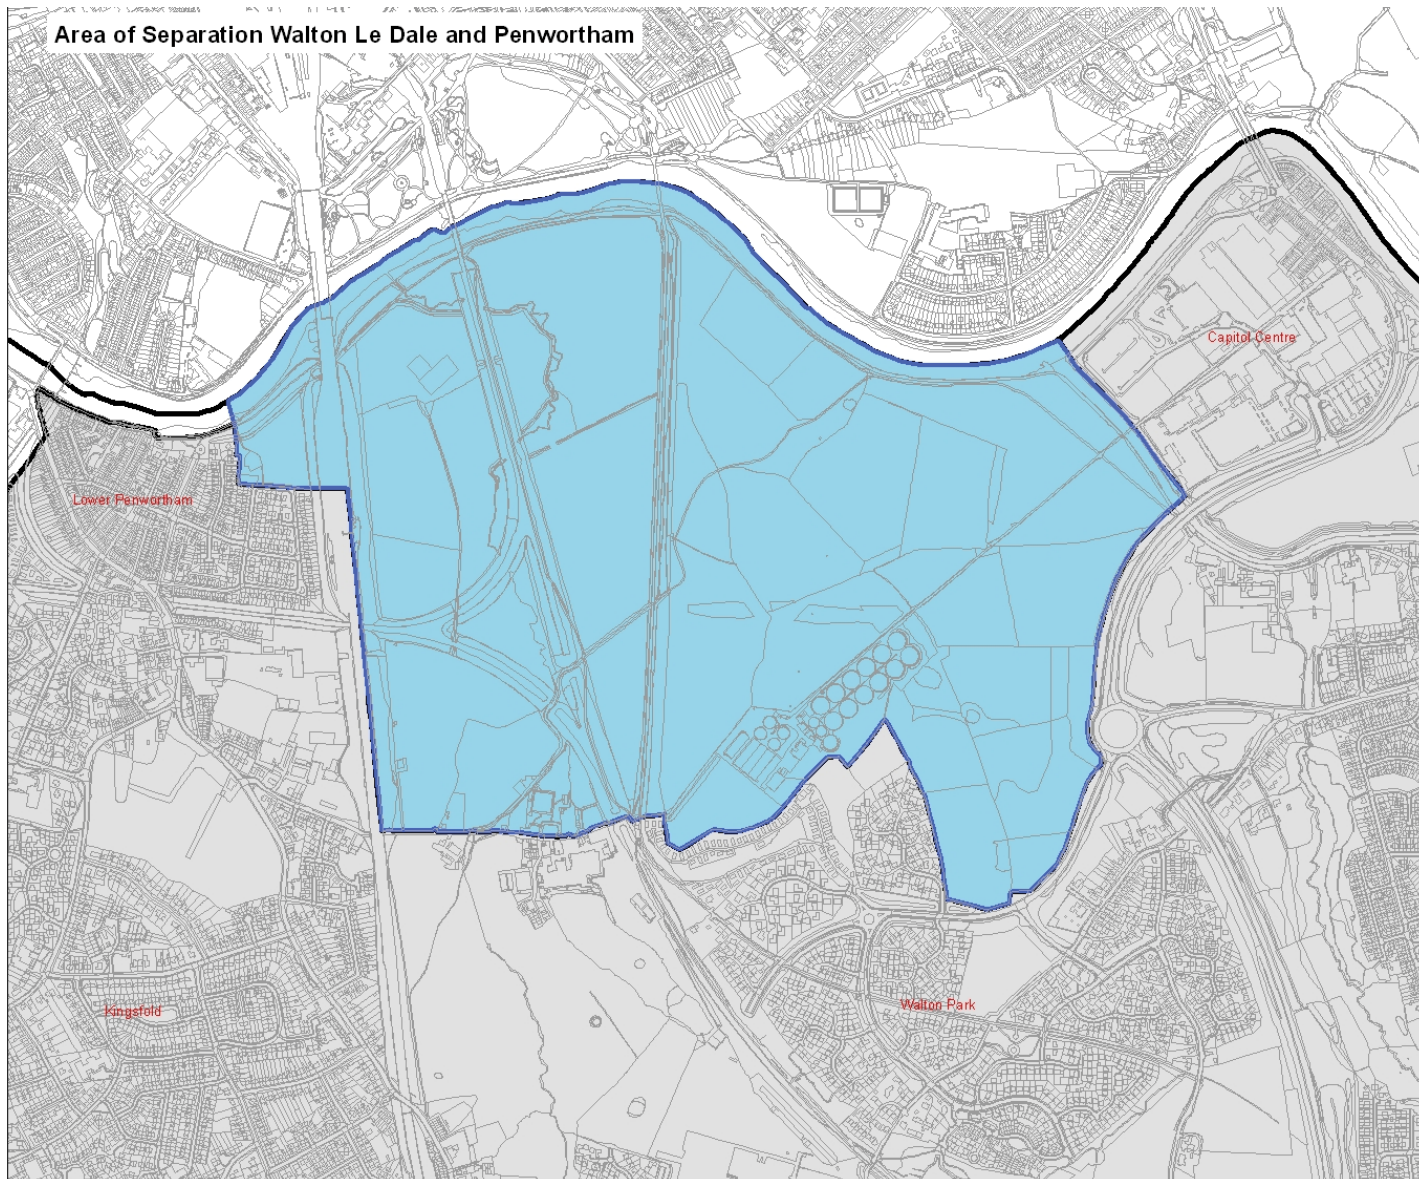 Area of Separation Walton Le Dale and Penwortham
Capitol Centre
Lower Penwortham
Walton Park
Kingsfold